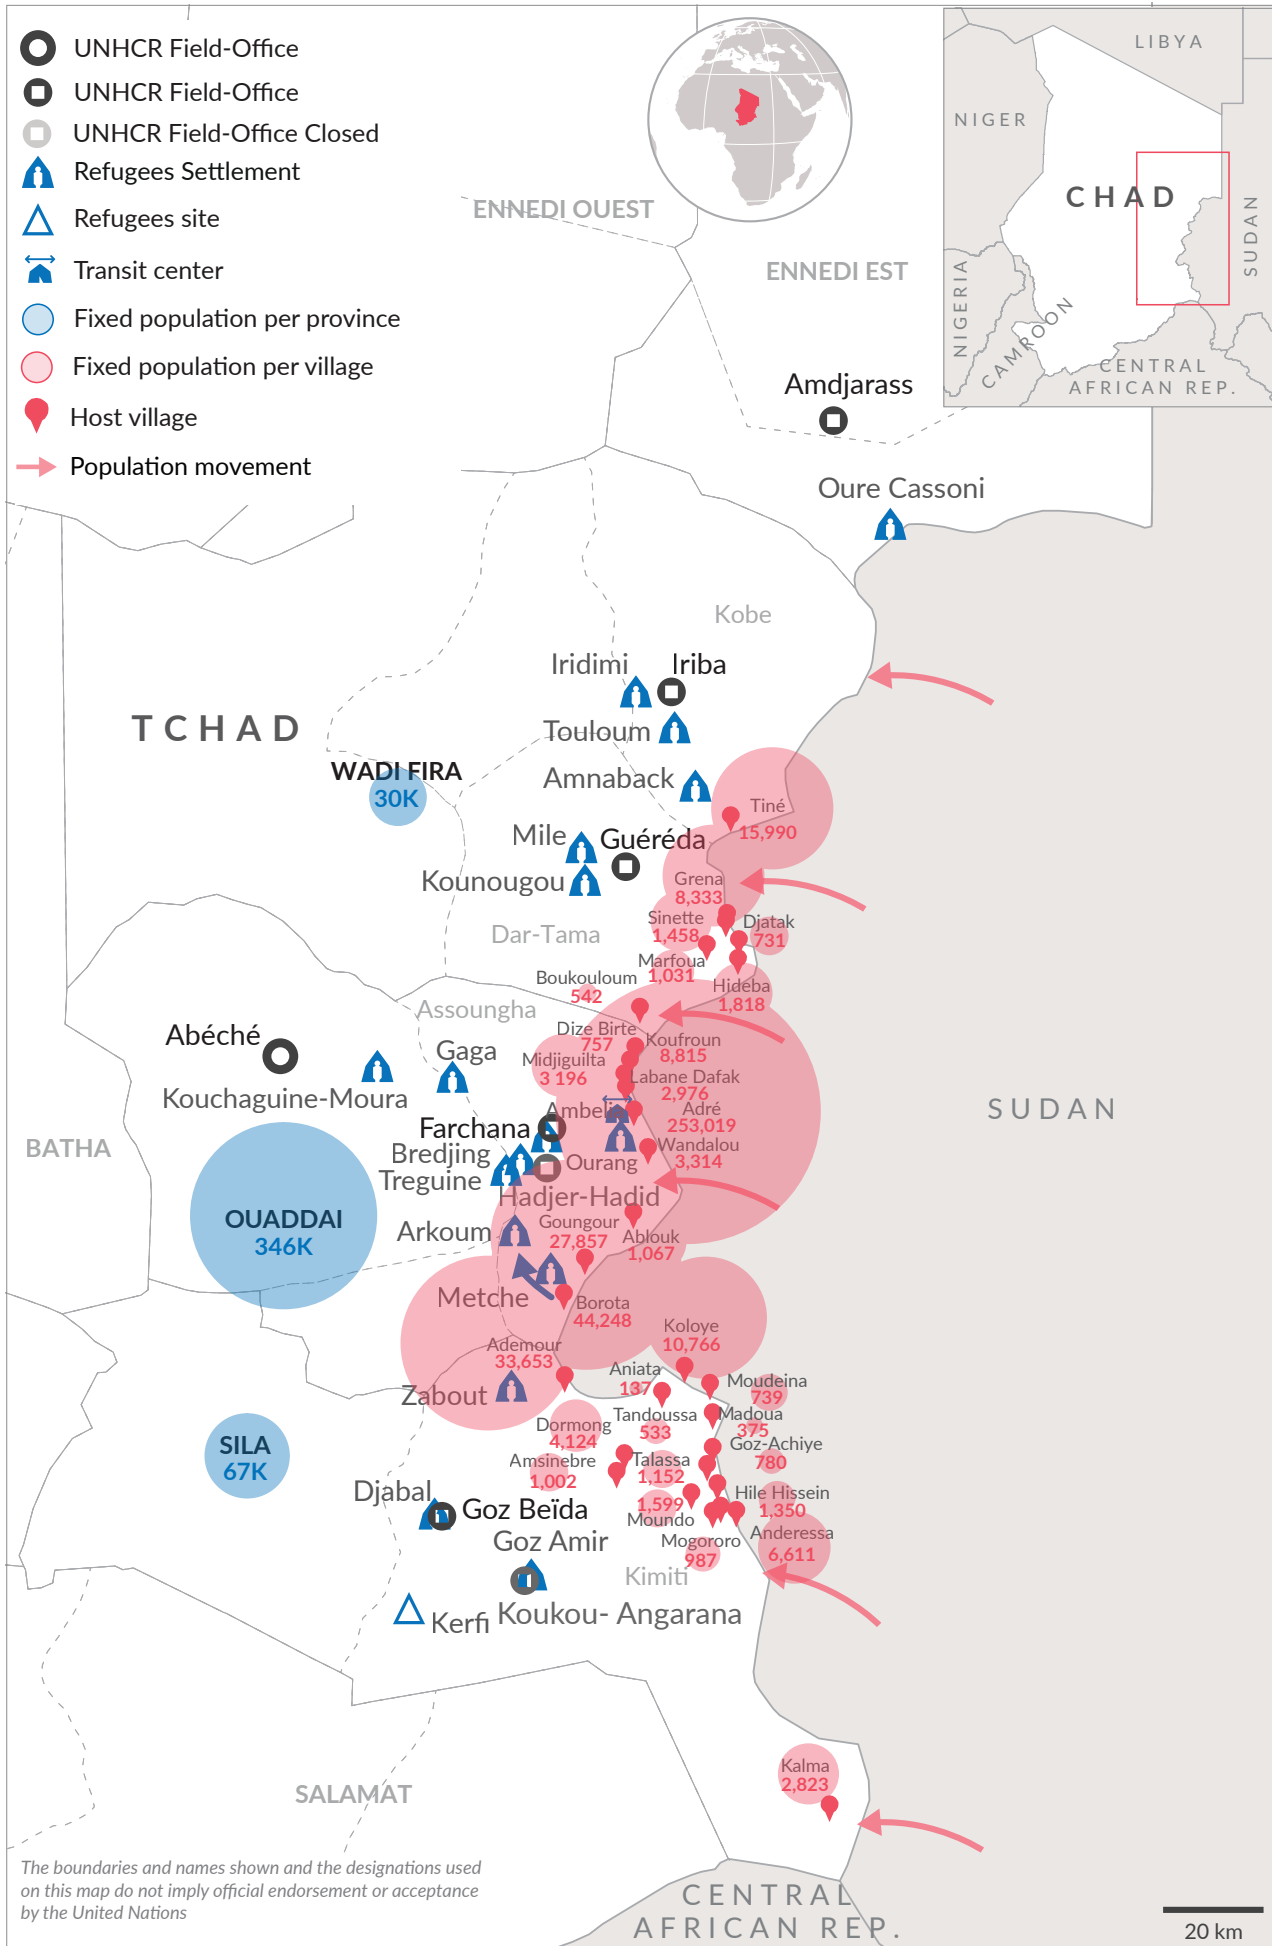 UNHCR Field-Office
UNHCR Field-Office
UNHCR Field-Office Closed
Refugees Settlement
Refugees site
Transit center
Fixed population per province
Fixed population per village
Host village
Population movement
LIBYA
NIGER
CHAD
SUDAN
NIGERIA
CAMROON
CENTRAL
AFRICAN REP.
ENNEDI OUEST
ENNEDI EST
Amdjarass
Oure Cassoni
Kobe
Iridimi
Iriba
TCHAD
Touloum
WADI FIRA
30K
Amnaback
Tiné
15,990
Mile
Guéréda
Kounougou
Grena
8,333
Sinette
1,458
Djatak
731
Dar-Tama
Marfoua
1,031
Boukouloum
542
Hideba
1,818
Assoungha
Abéché
Dize Birte
757
Koufroun
8,815
Gaga
Midjiguilta
3 196
Labane Dafak
2,976
Kouchaguine-Moura
Ambelia
Adré
253,019
SUDAN
Farchana
BATHA
Bredjing
Wandalou
3,314
Ourang
Treguine
Hadjer-Hadid
OUADDAI
346K
Arkoum
Goungour
27,857
Ablouk
1,067
Metche
Borota
44,248
Koloye
10,766
Ademour
33,653
Aniata
137
Moudeina
739
Zabout
Tandoussa
533
Madoua
375
Dormong
4,124
SILA
67K
Goz-Achiye
780
Amsinebre
1,002
Talassa
1,152
Djabal
Goz Beïda
1,599
Moundo
Hile Hissein
1,350
Goz Amir
Mogororo
987
Anderessa
6,611
Kimiti
Kerfi
Koukou- Angarana
Kalma
2,823
SALAMAT
The boundaries and names shown and the designations used
on this map do not imply official endorsement or acceptance
by the United Nations
CENTRAL
AFRICAN REP.
20 km